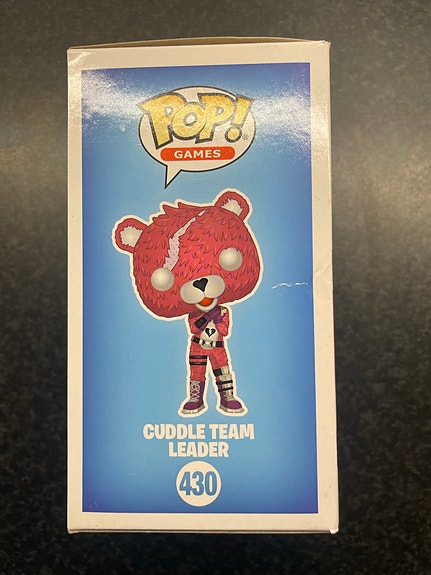 POP!
GAMES
CUDDLE TEAM
LEADER
430